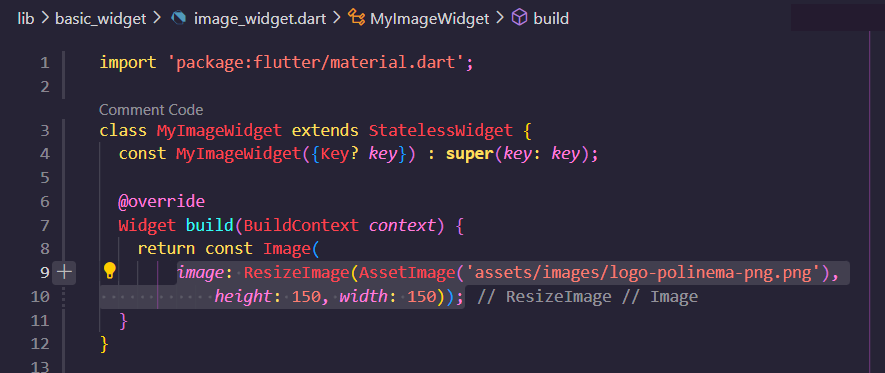 lib > basic_widget > image_widget.dart > MyImageWidget > build
1 import 'package:flutter/material.dart';
2
Comment Code
3 class MyImageWidget extends StatelessWidget {
4 const MyImageWidget({Key? key}) : super(key: key);
5
6 @override
7 Widget build(BuildContext context) {
8 return const Image(
9 image: ResizeImage(AssetImage('assets/images/logo-polinema-png.png'),
10 height: 150, width: 150)); // ResizeImage // Image
11 }
12 }
13